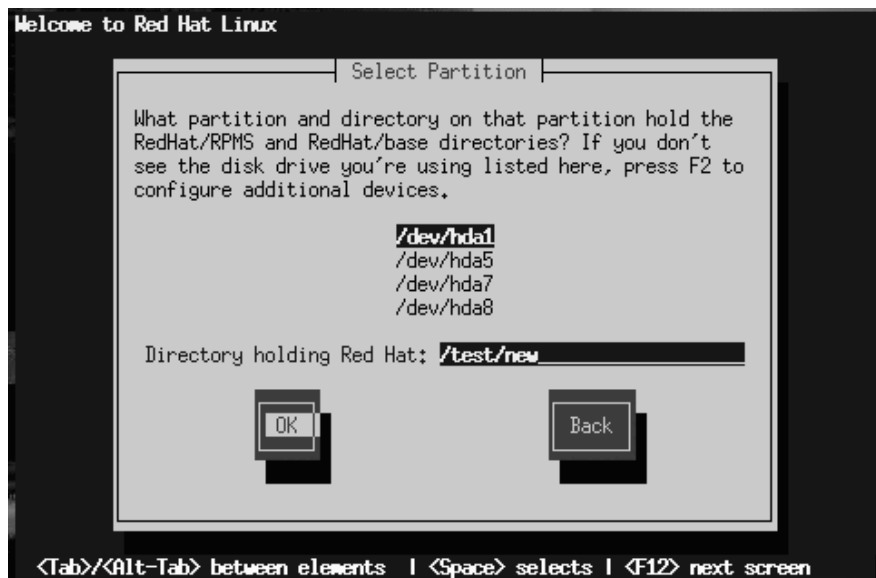 Welcome to Red Hat Linux
Select Partition
What partition and directory on that partition hold the
RedHat/RPMS and RedHat/base directories? If you don't
see the disk drive you're using listed here, press F2 to
configure additional devices.
/dev/hda1
/dev/hda5
/dev/hda7
/dev/hda8
Directory holding Red Hat: /test/new
OK Back
<Tab>/<Alt-Tab> between elements | <Space> selects | <F12> next screen